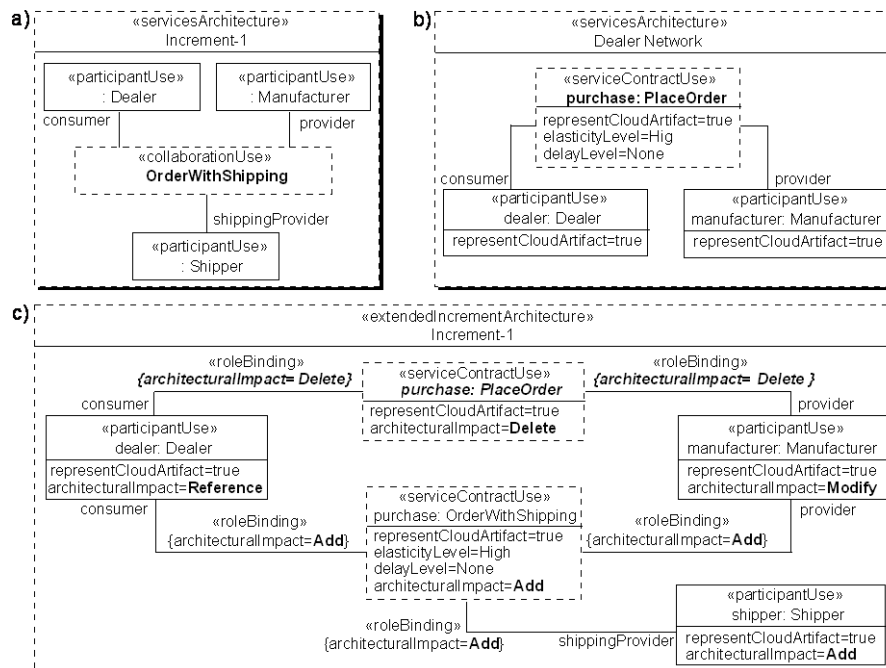 a)
«servicesArchitecture»
Increment-1
«participantUse»
: Dealer
«participantUse»
: Manufacturer
consumer
provider
«collaborationUse»
OrderWithShipping
shippingProvider
«participantUse»
: Shipper
b)
«servicesArchitecture»
Dealer Network
«serviceContractUse»
purchase: PlaceOrder
representCloudArtifact=true
elasticityLevel=Hig
delayLevel=None
consumer
provider
«participantUse»
dealer: Dealer
representCloudArtifact=true
«participantUse»
manufacturer: Manufacturer
representCloudArtifact=true
c)
«extendedIncrementArchitecture»
Increment-1
«roleBinding»
{architecturalImpact= Delete}
«serviceContractUse»
purchase: PlaceOrder
representCloudArtifact=true
architecturalImpact=Delete
«roleBinding»
{architecturalImpact= Delete }
consumer
provider
«participantUse»
dealer: Dealer
representCloudArtifact=true
architecturalImpact=Reference
«participantUse»
manufacturer: Manufacturer
representCloudArtifact=true
architecturalImpact=Modify
consumer
provider
«roleBinding»
{architecturalImpact=Add}
«serviceContractUse»
purchase: OrderWithShipping
representCloudArtifact=true
elasticityLevel=High
delayLevel=None
architecturalImpact=Add
«roleBinding»
{architecturalImpact=Add}
«roleBinding»
{architecturalImpact=Add}
shippingProvider
«participantUse»
shipper: Shipper
representCloudArtifact=true
architecturalImpact=Add